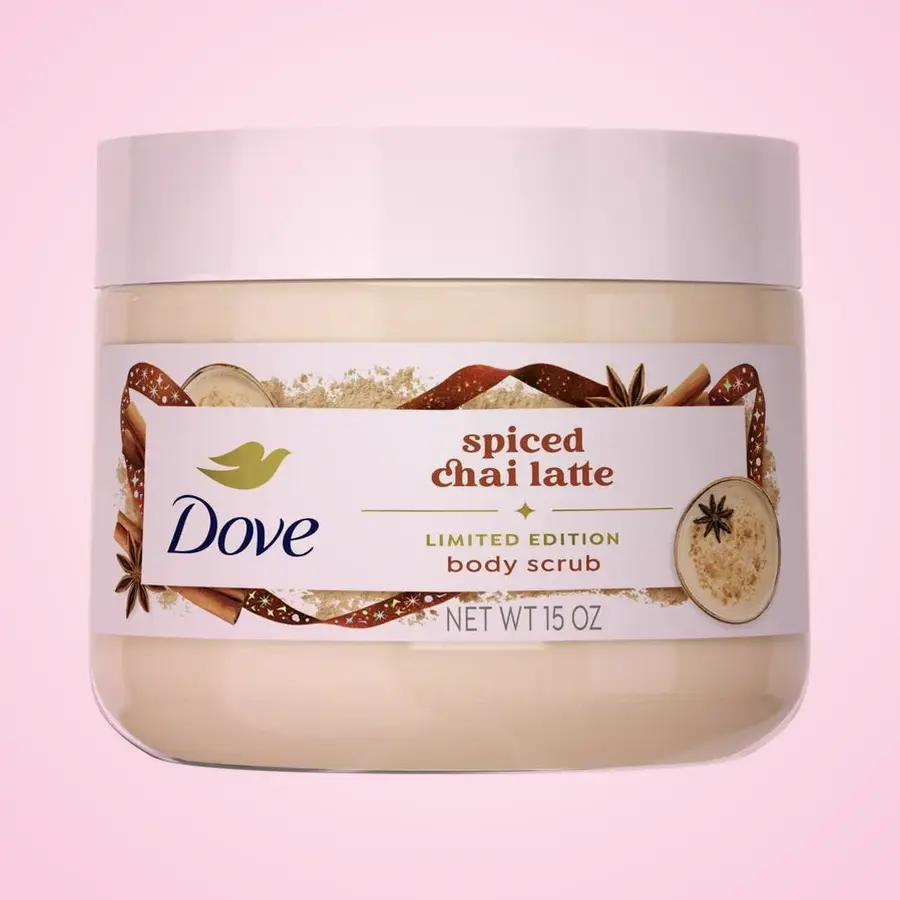 Dove
spiced
chai latte
LIMITED EDITION
body scrub
NET WT 15 OZ